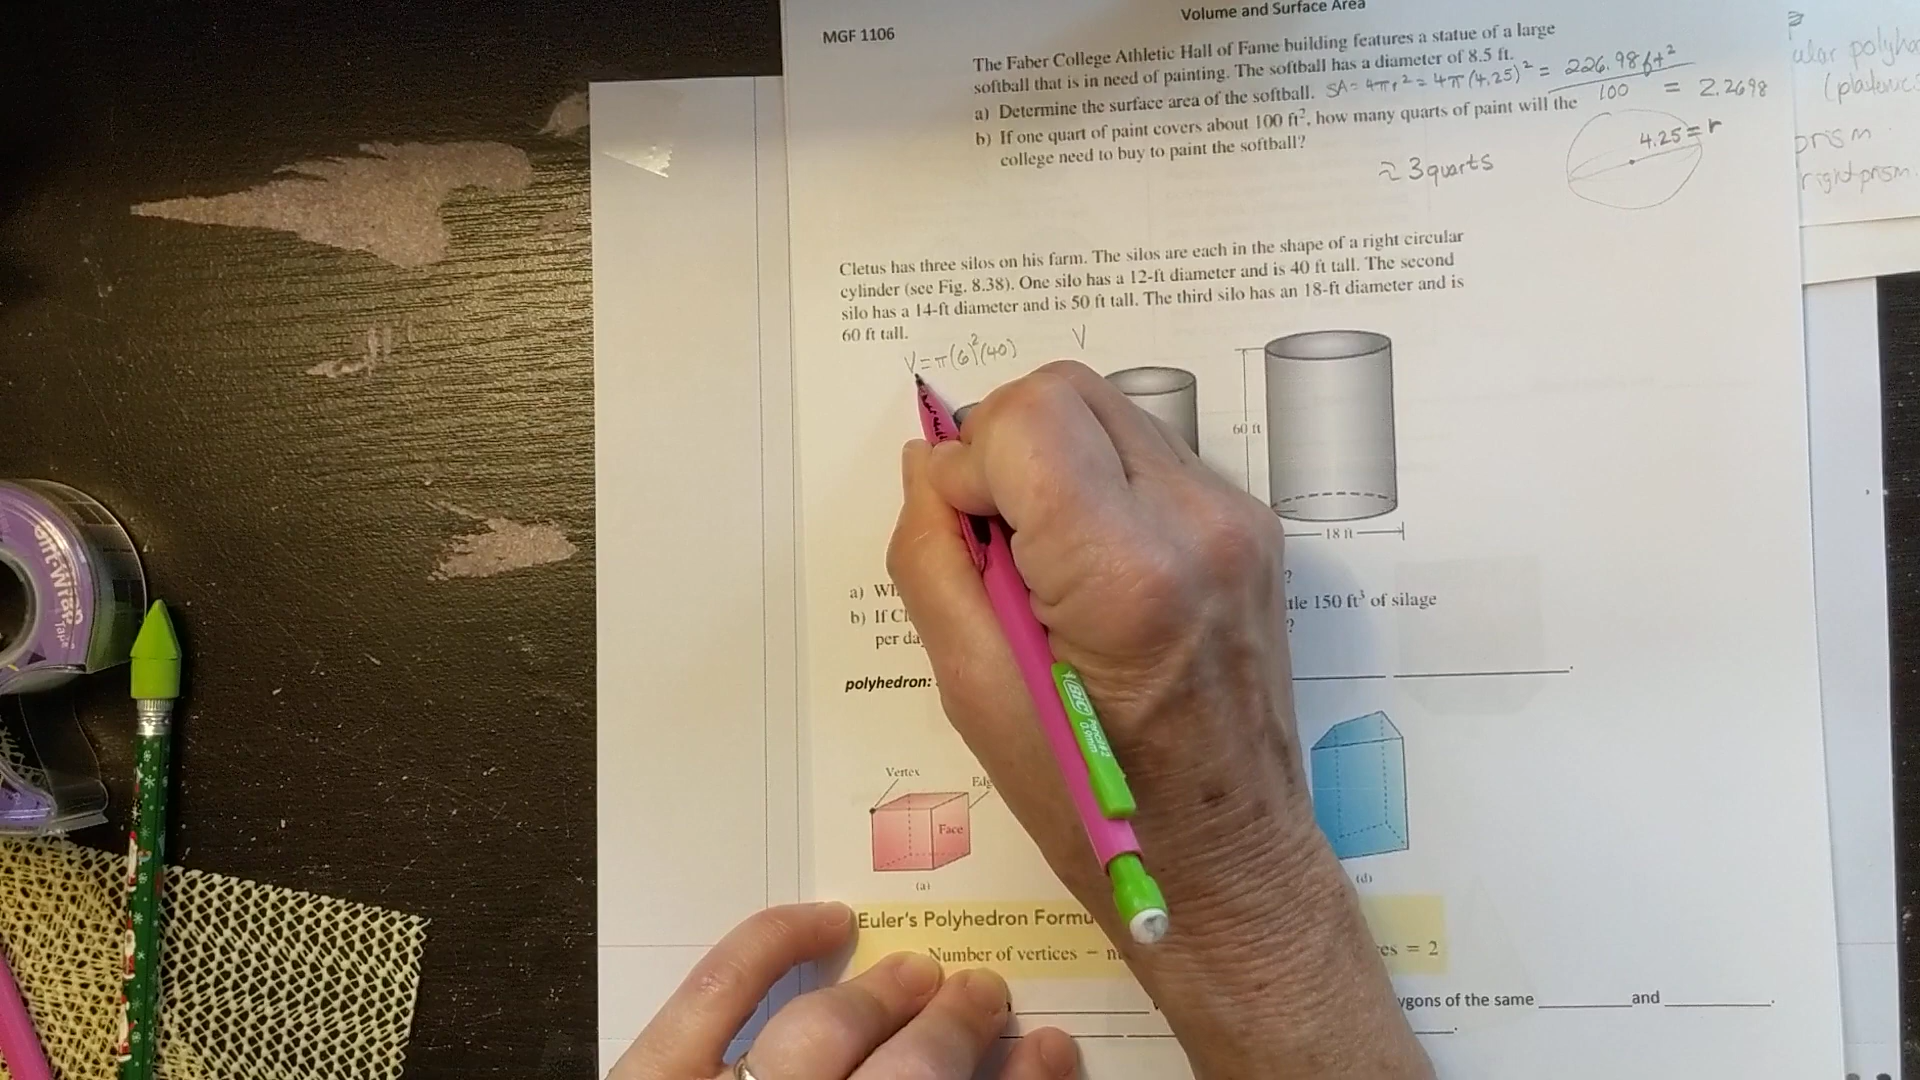 Volume and Surface Area
MGF 1106
The Faber College Athletic Hall of Fame building features a statue of a large
softball that is in need of painting. The softball has a diameter of 8.5 ft.
a) Determine the surface area of the softball. SA = 4πr² = 4π(4.25)² = 226.98 ft² / 100 = 2.2698
b) If one quart of paint covers about 100 ft², how many quarts of paint will the
college need to buy to paint the softball?
≈ 3 quarts
4.25 = r
(platonic
prism
right prism
Cletus has three silos on his farm. The silos are each in the shape of a right circular
cylinder (see Fig. 8.38). One silo has a 12-ft diameter and is 40 ft tall. The second
silo has a 14-ft diameter and is 50 ft tall. The third silo has an 18-ft diameter and is
60 ft tall.
V = π(6)²(40) V
60 ft
18 ft
a) ?
b) If tle 150 ft³ of silage
per ?
polyhedron:
Vertex
Face
(a) (d)
Euler's Polyhedron
Number of vertices − = 2
ygons of the same ________ and ________.
Gift-Wrap
Tape
BIC